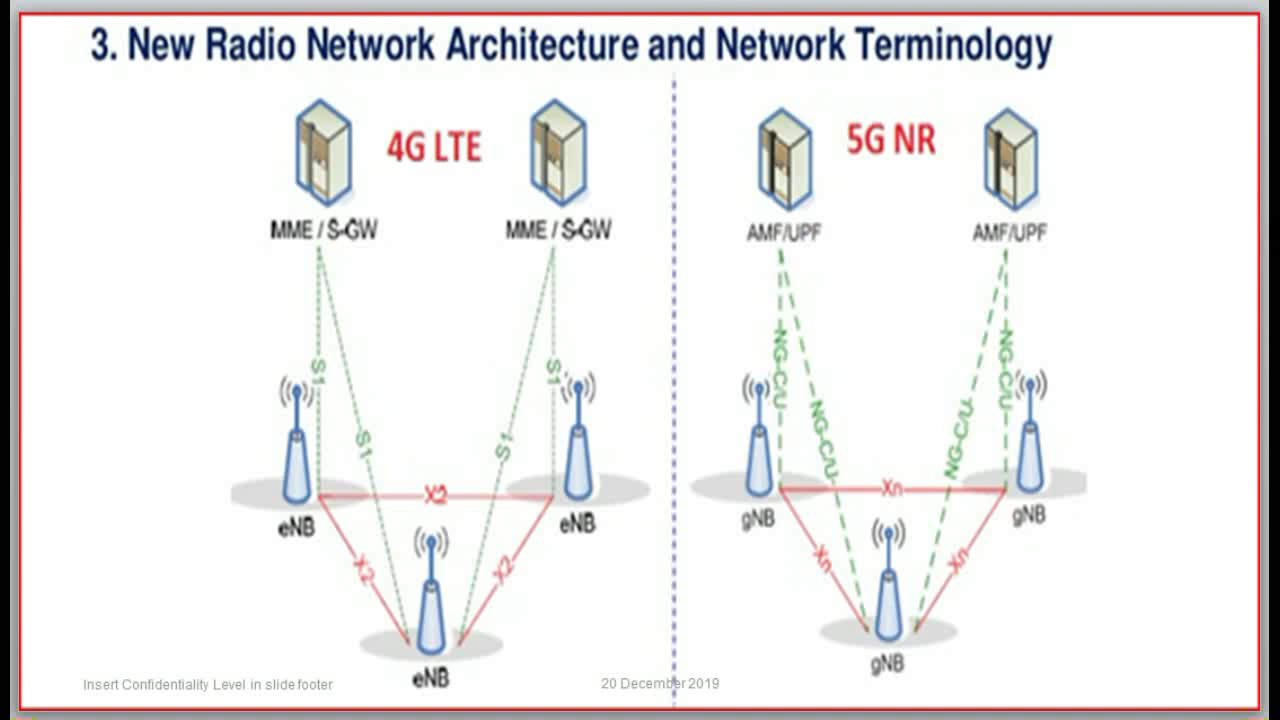 3. New Radio Network Architecture and Network Terminology
4G LTE
5G NR
MME / S-GW
MME / S-GW
AMF/UPF
AMF/UPF
S1
S1
NG-C/U
NG-C/U
S1
S1
NG-C/U
NG-C/U
X2
Xn
eNB
eNB
gNB
gNB
X2
X2
Xn
Xn
eNB
gNB
Insert Confidentiality Level in slide footer
20 December 2019